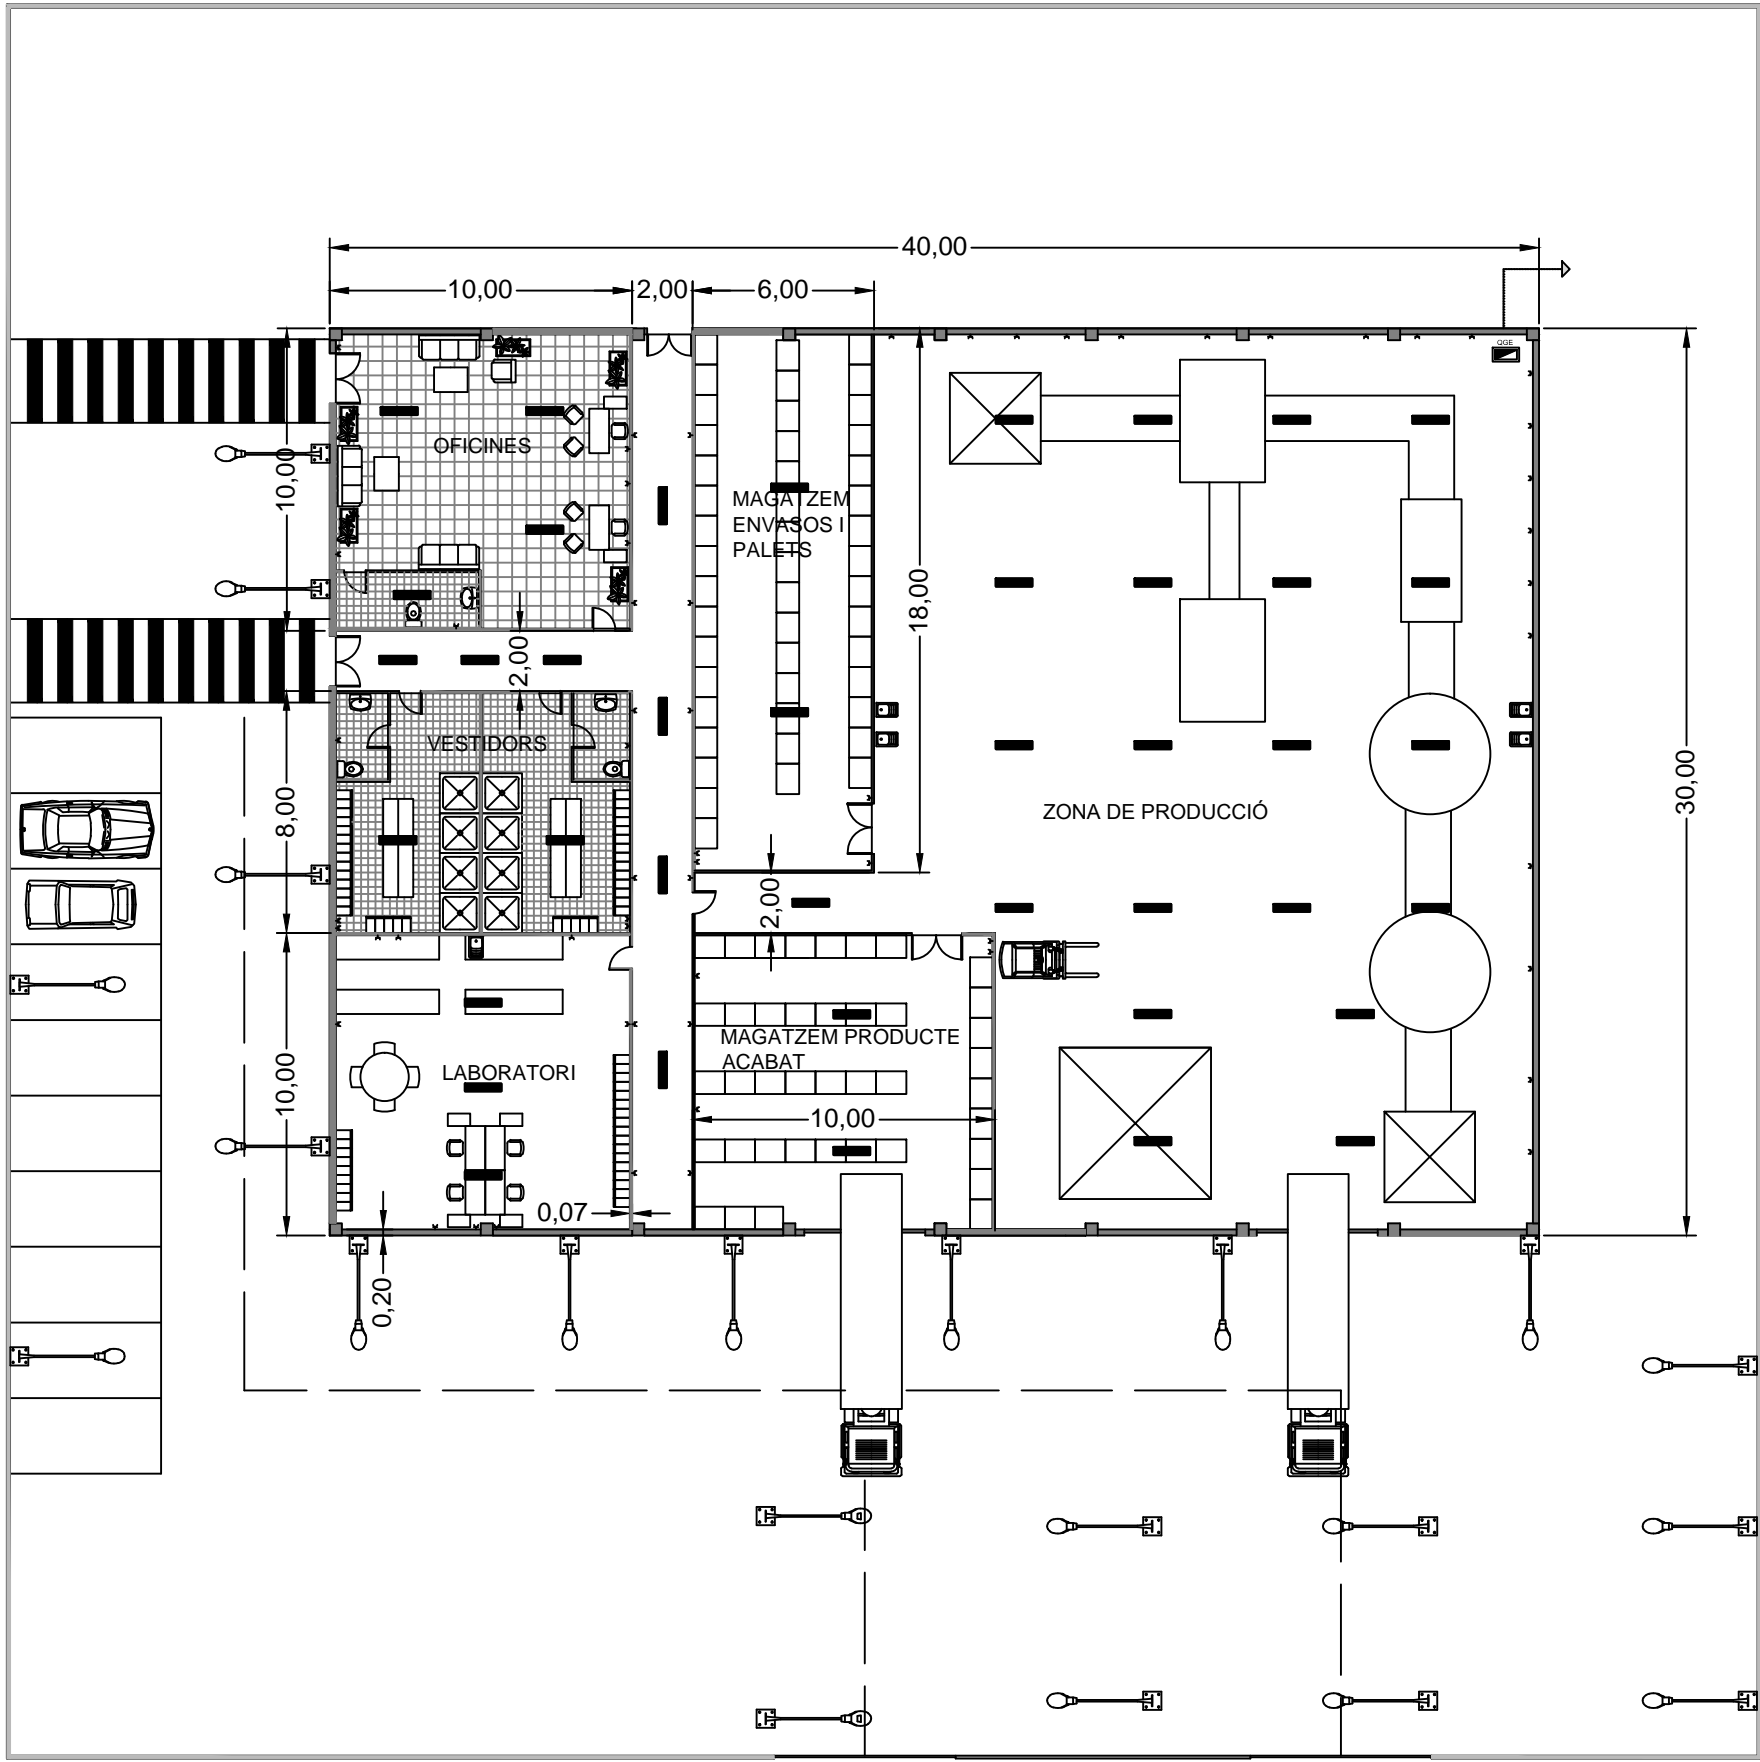 40,00
10,00
2,00
6,00
QGE
OFICINES
10,00
MAGATZEM
ENVASOS I
PALETS
18,00
2,00
VESTIDORS
8,00
ZONA DE PRODUCCIÓ
30,00
2,00
MAGATZEM PRODUCTE
ACABAT
LABORATORI
10,00
10,00
0,07
0,20